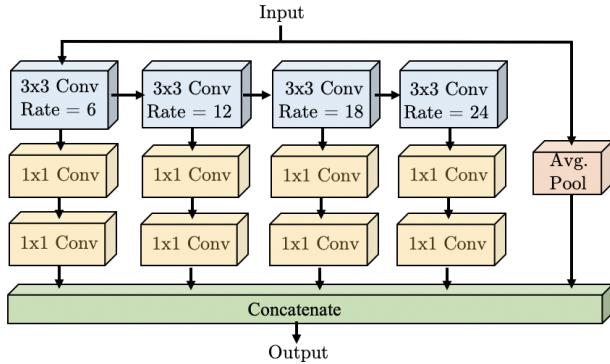 Input
3x3 Conv
Rate = 6
3x3 Conv
Rate = 12
3x3 Conv
Rate = 18
3x3 Conv
Rate = 24
1x1 Conv
1x1 Conv
1x1 Conv
1x1 Conv
Avg.
Pool
1x1 Conv
1x1 Conv
1x1 Conv
1x1 Conv
Concatenate
Output